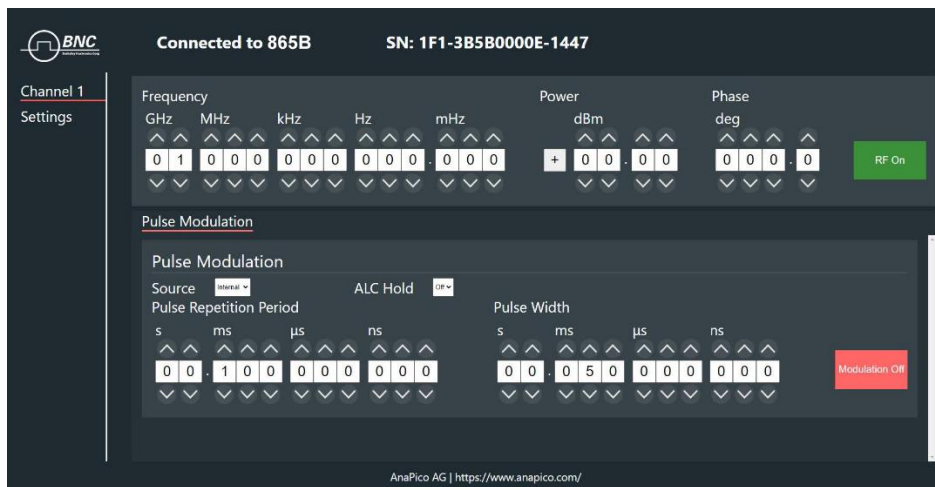 BNC
Connected to 865B
SN: 1F1-3B5B0000E-1447
Channel 1
Settings
Frequency
Power
Phase
GHz MHz kHz Hz mHz
dBm
deg
0 1 0 0 0 0 0 0 0 0 0 . 0 0 0
+ 0 0 . 0 0
0 0 0 . 0
RF On
Pulse Modulation
Pulse Modulation
Source Internal
ALC Hold Off
Pulse Repetition Period
Pulse Width
s ms µs ns
s ms µs ns
0 0 . 1 0 0 0 0 0 0 0 0
0 0 . 0 5 0 0 0 0 0 0 0
Modulation Off
AnaPico AG | https://www.anapico.com/